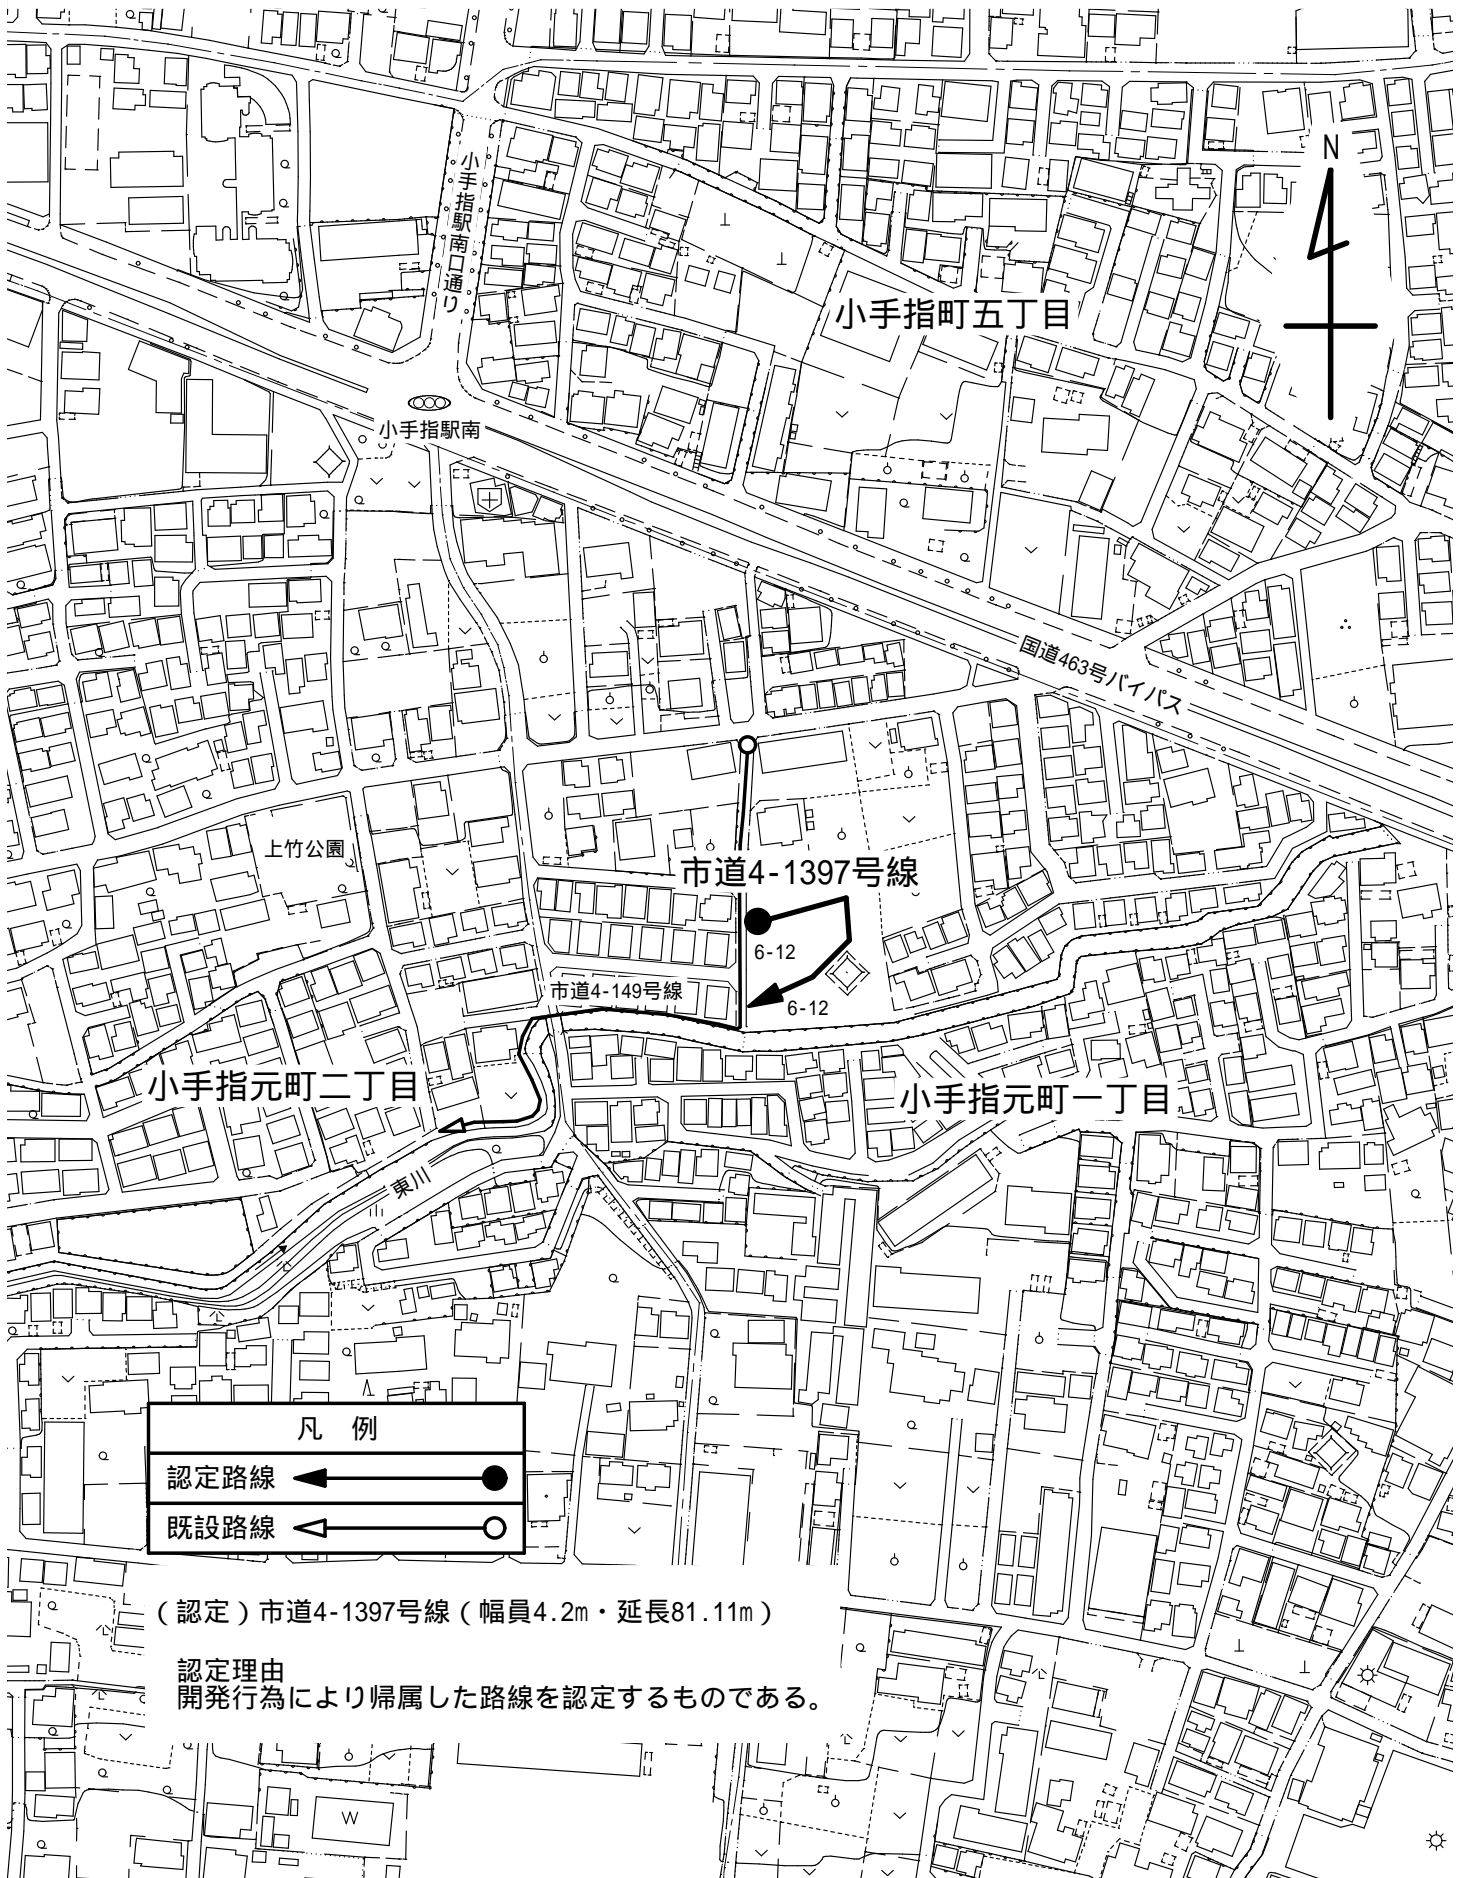 N
小手指駅南口通り
小手指町五丁目
小手指駅南
国道463号バイパス
上竹公園
市道4-1397号線
6-12
市道4-149号線
6-12
小手指元町二丁目
小手指元町一丁目
東川
凡 例
認定路線
既設路線
(認定)市道4-1397号線(幅員4.2m・延長81.11m)
認定理由
開発行為により帰属した路線を認定するものである。
W